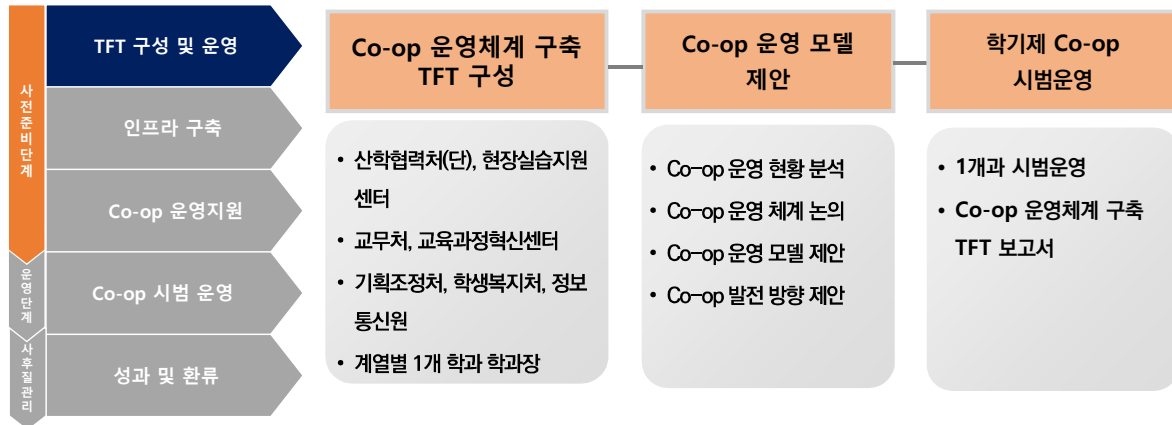 사전준비단계
운영단계
사후질관리
TFT 구성 및 운영
인프라 구축
Co-op 운영지원
Co-op 시범 운영
성과 및 환류
Co-op 운영체계 구축
TFT 구성
• 산학협력처(단), 현장실습지원
센터
• 교무처, 교육과정혁신센터
• 기획조정처, 학생복지처, 정보
통신원
• 계열별 1개 학과 학과장
Co-op 운영 모델
제안
• Co-op 운영 현황 분석
• Co-op 운영 체계 논의
• Co-op 운영 모델 제안
• Co-op 발전 방향 제안
학기제 Co-op
시범운영
• 1개과 시범운영
• Co-op 운영체계 구축
TFT 보고서